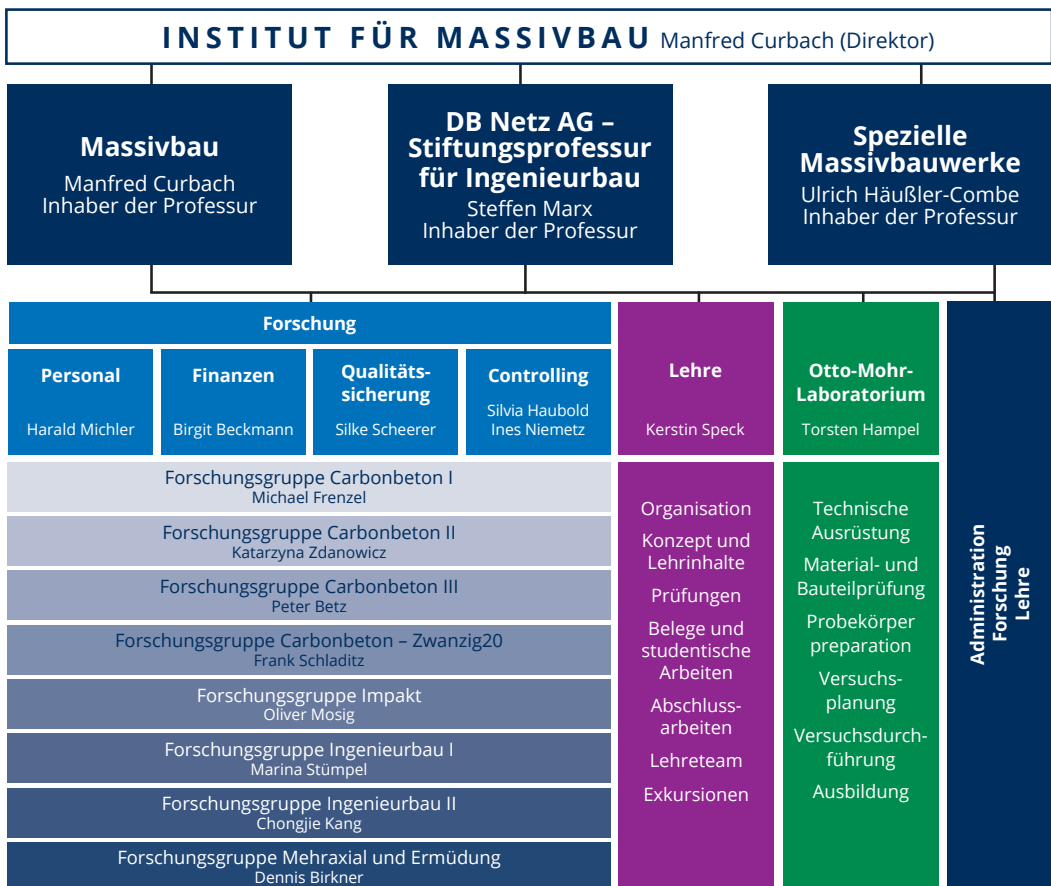 INSTITUT FÜR MASSIVBAU Manfred Curbach (Direktor)
Massivbau
Manfred Curbach
Inhaber der Professur
DB Netz AG –
Stiftungsprofessur
für Ingenieurbau
Steffen Marx
Inhaber der Professur
Spezielle
Massivbauwerke
Ulrich Häußler-Combe
Inhaber der Professur
Forschung
Personal
Harald Michler
Finanzen
Birgit Beckmann
Qualitäts-
sicherung
Silke Scheerer
Controlling
Silvia Haubold
Ines Niemetz
Forschungsgruppe Carbonbeton I
Michael Frenzel
Forschungsgruppe Carbonbeton II
Katarzyna Zdanowicz
Forschungsgruppe Carbonbeton III
Peter Betz
Forschungsgruppe Carbonbeton – Zwanzig20
Frank Schladitz
Forschungsgruppe Impakt
Oliver Mosig
Forschungsgruppe Ingenieurbau I
Marina Stümpel
Forschungsgruppe Ingenieurbau II
Chongjie Kang
Forschungsgruppe Mehraxial und Ermüdung
Dennis Birkner
Lehre
Kerstin Speck
Organisation
Konzept und
Lehrinhalte
Prüfungen
Belege und
studentische
Arbeiten
Abschluss-
arbeiten
Lehreteam
Exkursionen
Otto-Mohr-
Laboratorium
Torsten Hampel
Technische
Ausrüstung
Material- und
Bauteilprüfung
Probekörper
preparation
Versuchs-
planung
Versuchsdurch-
führung
Ausbildung
Administration
Forschung
Lehre